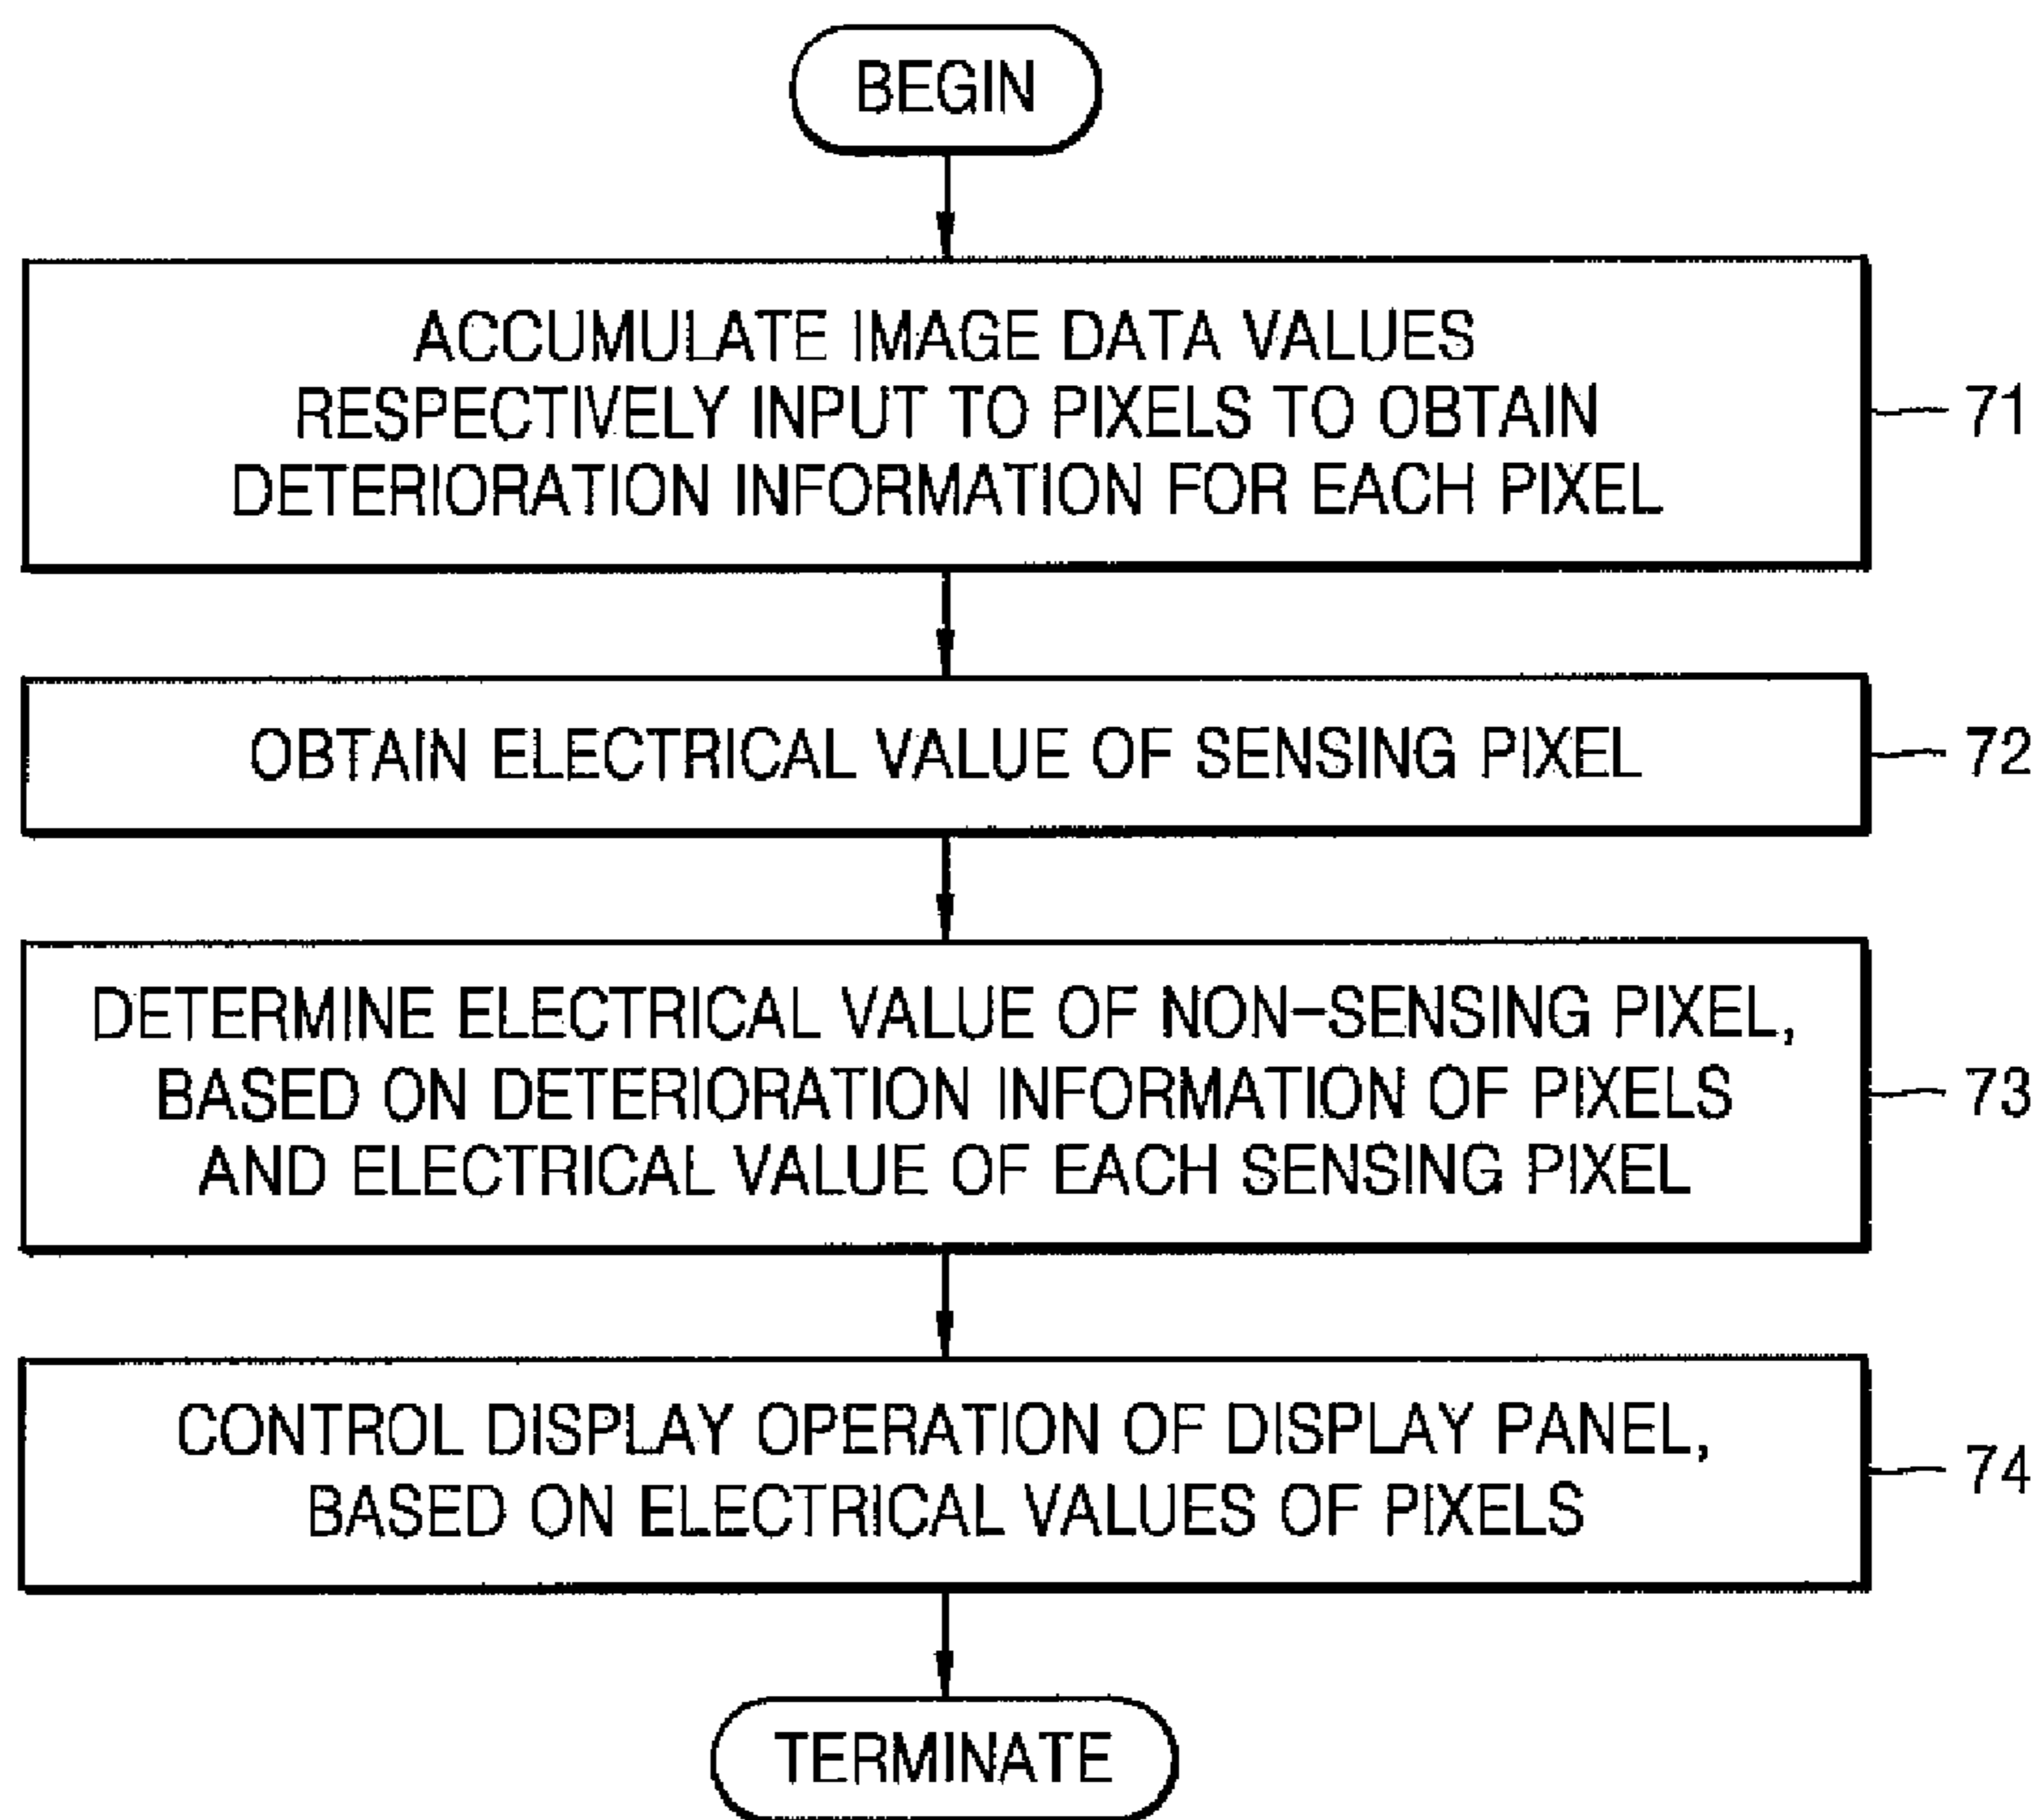 BEGIN
ACCUMULATE IMAGE DATA VALUES
RESPECTIVELY INPUT TO PIXELS TO OBTAIN
DETERIORATION INFORMATION FOR EACH PIXEL
71
OBTAIN ELECTRICAL VALUE OF SENSING PIXEL
72
DETERMINE ELECTRICAL VALUE OF NON-SENSING PIXEL,
BASED ON DETERIORATION INFORMATION OF PIXELS
AND ELECTRICAL VALUE OF EACH SENSING PIXEL
73
CONTROL DISPLAY OPERATION OF DISPLAY PANEL,
BASED ON ELECTRICAL VALUES OF PIXELS
74
TERMINATE